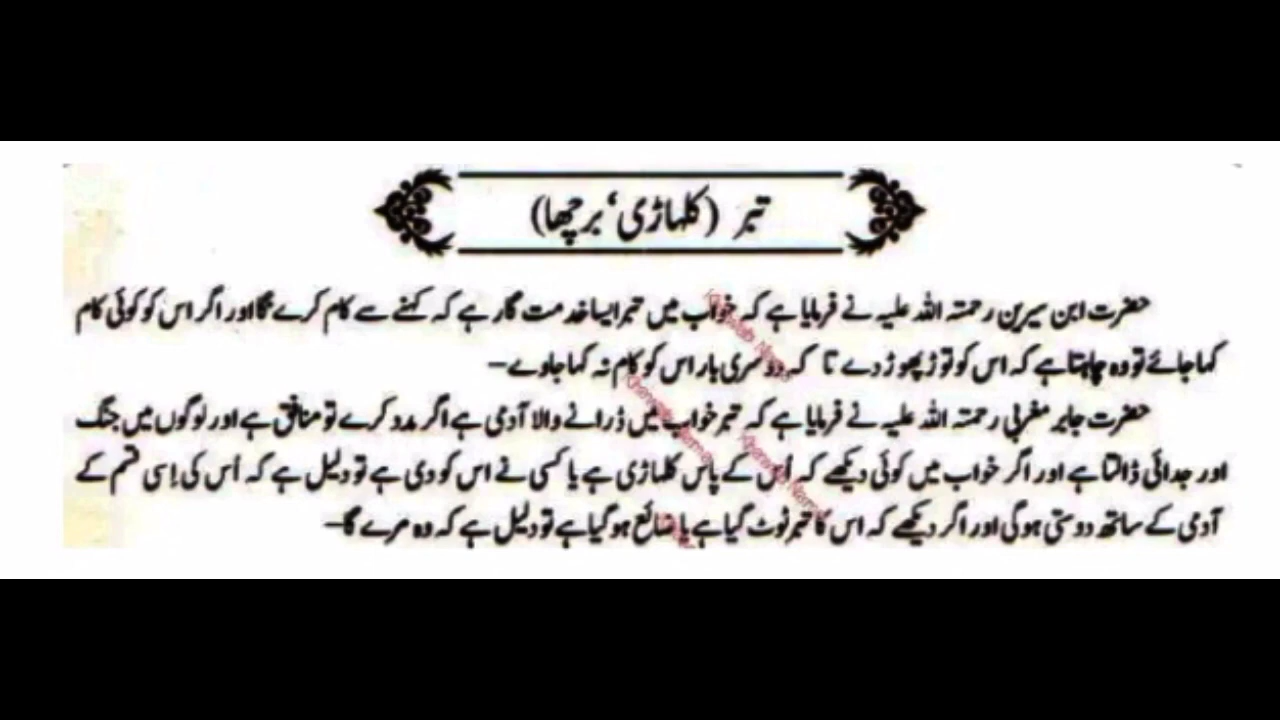 تبر (کلہاڑی، برچھا)
حضرت ابن سیرین رحمتہ اللہ علیہ نے فرمایا ہے کہ خواب میں تبر ایسا خدمت گار ہے کہ کہنے سے کام کرے گا اور اگر اس کو کوئی کام
کہا جائے تو وہ چاہتا ہے کہ اس کو توڑ پھوڑ دے تا کہ دوسری بار اس کو کام نہ کہا جاوے۔
حضرت جابر مغربی رحمتہ اللہ علیہ نے فرمایا ہے کہ تبر خواب میں ڈرانے والا آدمی ہے اگر مدد کرے تو منافق ہے اور لوگوں میں جنگ
اور جدائی ڈالتا ہے اور اگر خواب میں کوئی دیکھے کہ اُس کے پاس کلہاڑی ہے یا کسی نے اس کو دی ہے تو دلیل ہے کہ اُس کی اِسی قسم کے
آدمی کے ساتھ دوستی ہوگی اور اگر دیکھے کہ اس کا تبر ٹوٹ گیا ہے یا ضائع ہو گیا ہے تو دلیل ہے کہ وہ مرے گا۔